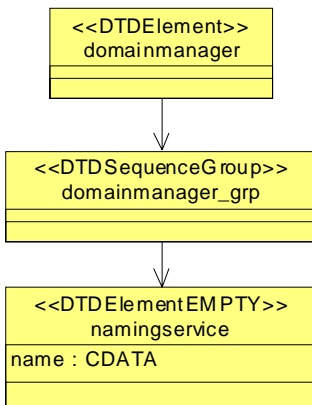 <<DTDElement>>
domainmanager
<<DTDSequenceGroup>>
domainmanager_grp
<<DTDElementEMPTY>>
namingservice
name : CDATA